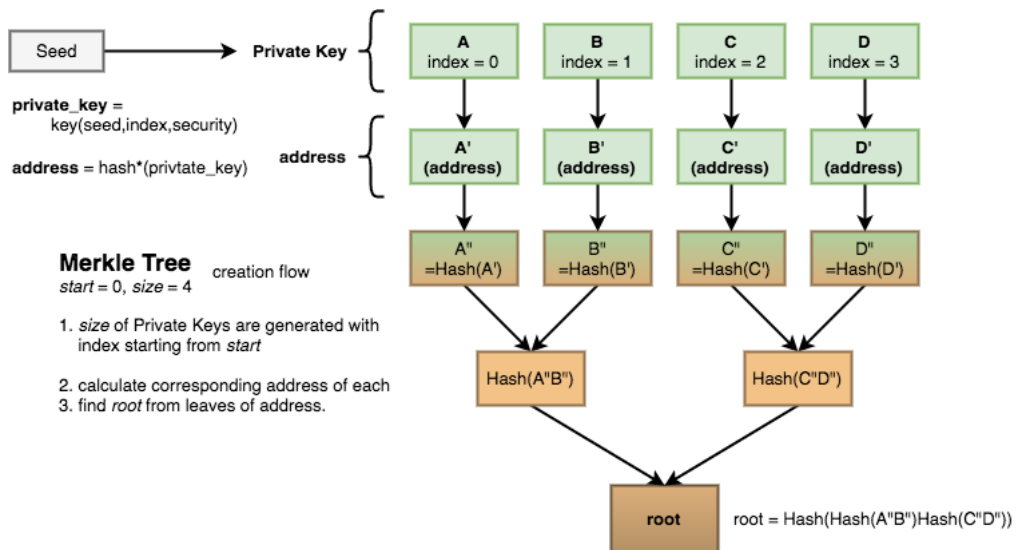 Seed
Private Key
A
index = 0
B
index = 1
C
index = 2
D
index = 3
private_key =
key(seed,index,security)
address = hash*(privtate_key)
address
A'
(address)
B'
(address)
C'
(address)
D'
(address)
A"
=Hash(A')
B"
=Hash(B')
C"
=Hash(C')
D"
=Hash(D')
Merkle Tree creation flow
start = 0, size = 4
1. size of Private Keys are generated with
index starting from start
2. calculate corresponding address of each
3. find root from leaves of address.
Hash(A"B")
Hash(C"D")
root
root = Hash(Hash(A"B")Hash(C"D"))